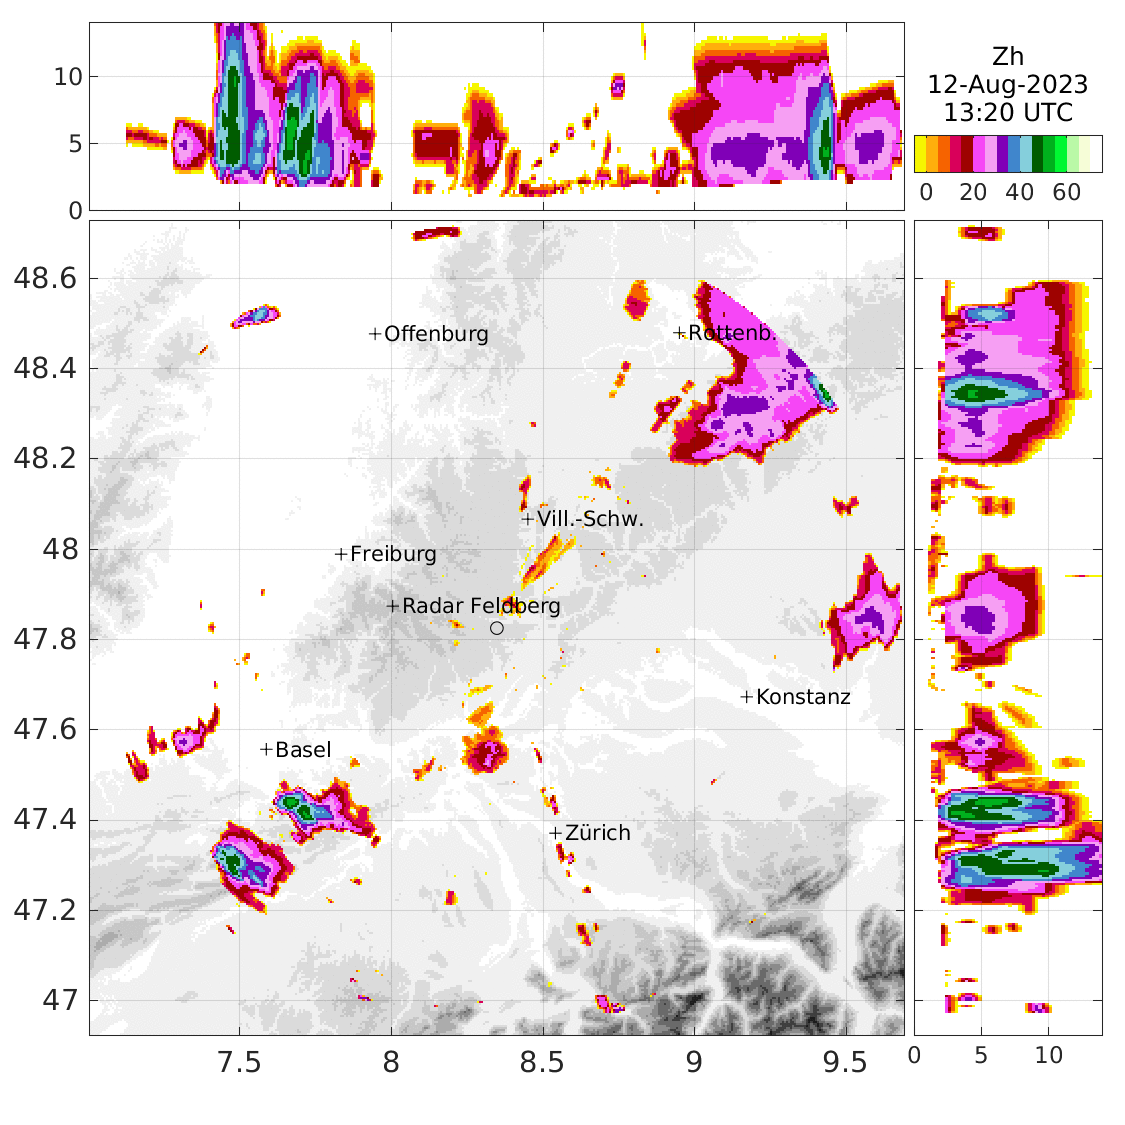 10
5
0
Zh
12-Aug-2023
13:20 UTC
0 20 40 60
48.6
48.4
48.2
48
47.8
47.6
47.4
47.2
47
+Offenburg
+Rottenb.
+Vill.-Schw.
+Freiburg
+Radar Feldberg
+Konstanz
+Basel
+Zürich
7.5 8 8.5 9 9.5
0 5 10